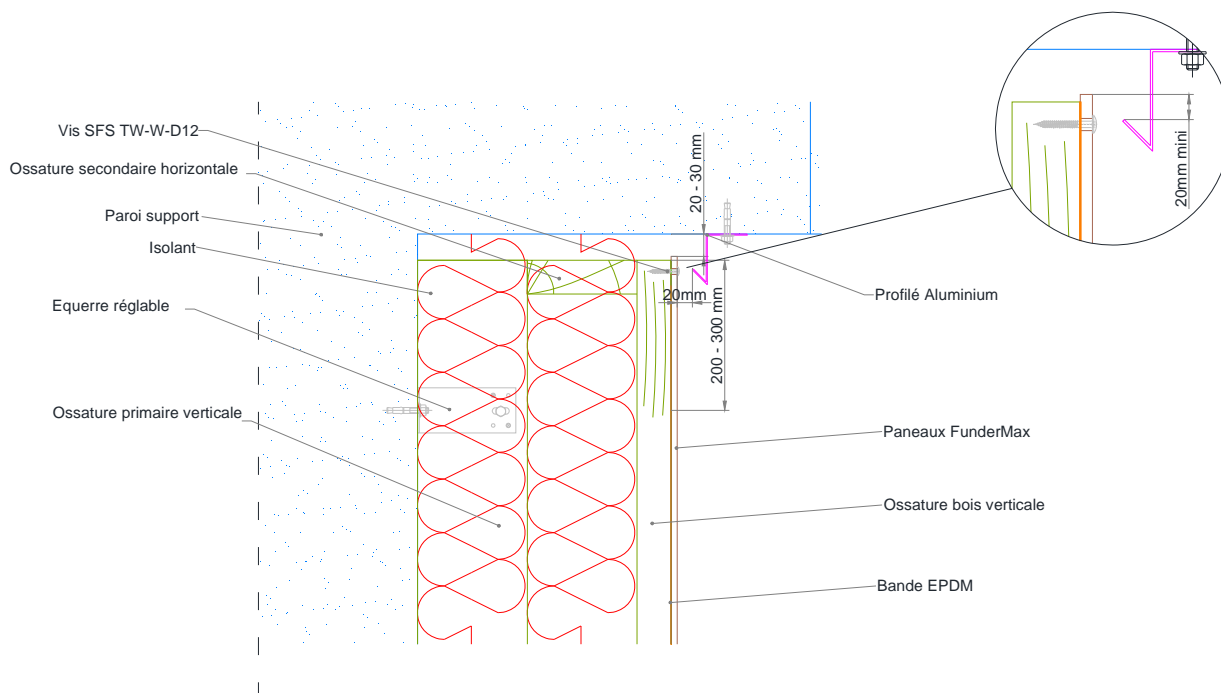 Vis SFS TW-W-D12
Ossature secondaire horizontale
Paroi support
Isolant
Equerre réglable
Ossature primaire verticale
20 - 30 mm
20mm
200 - 300 mm
20mm mini
Profilé Aluminium
Paneaux FunderMax
Ossature bois verticale
Bande EPDM